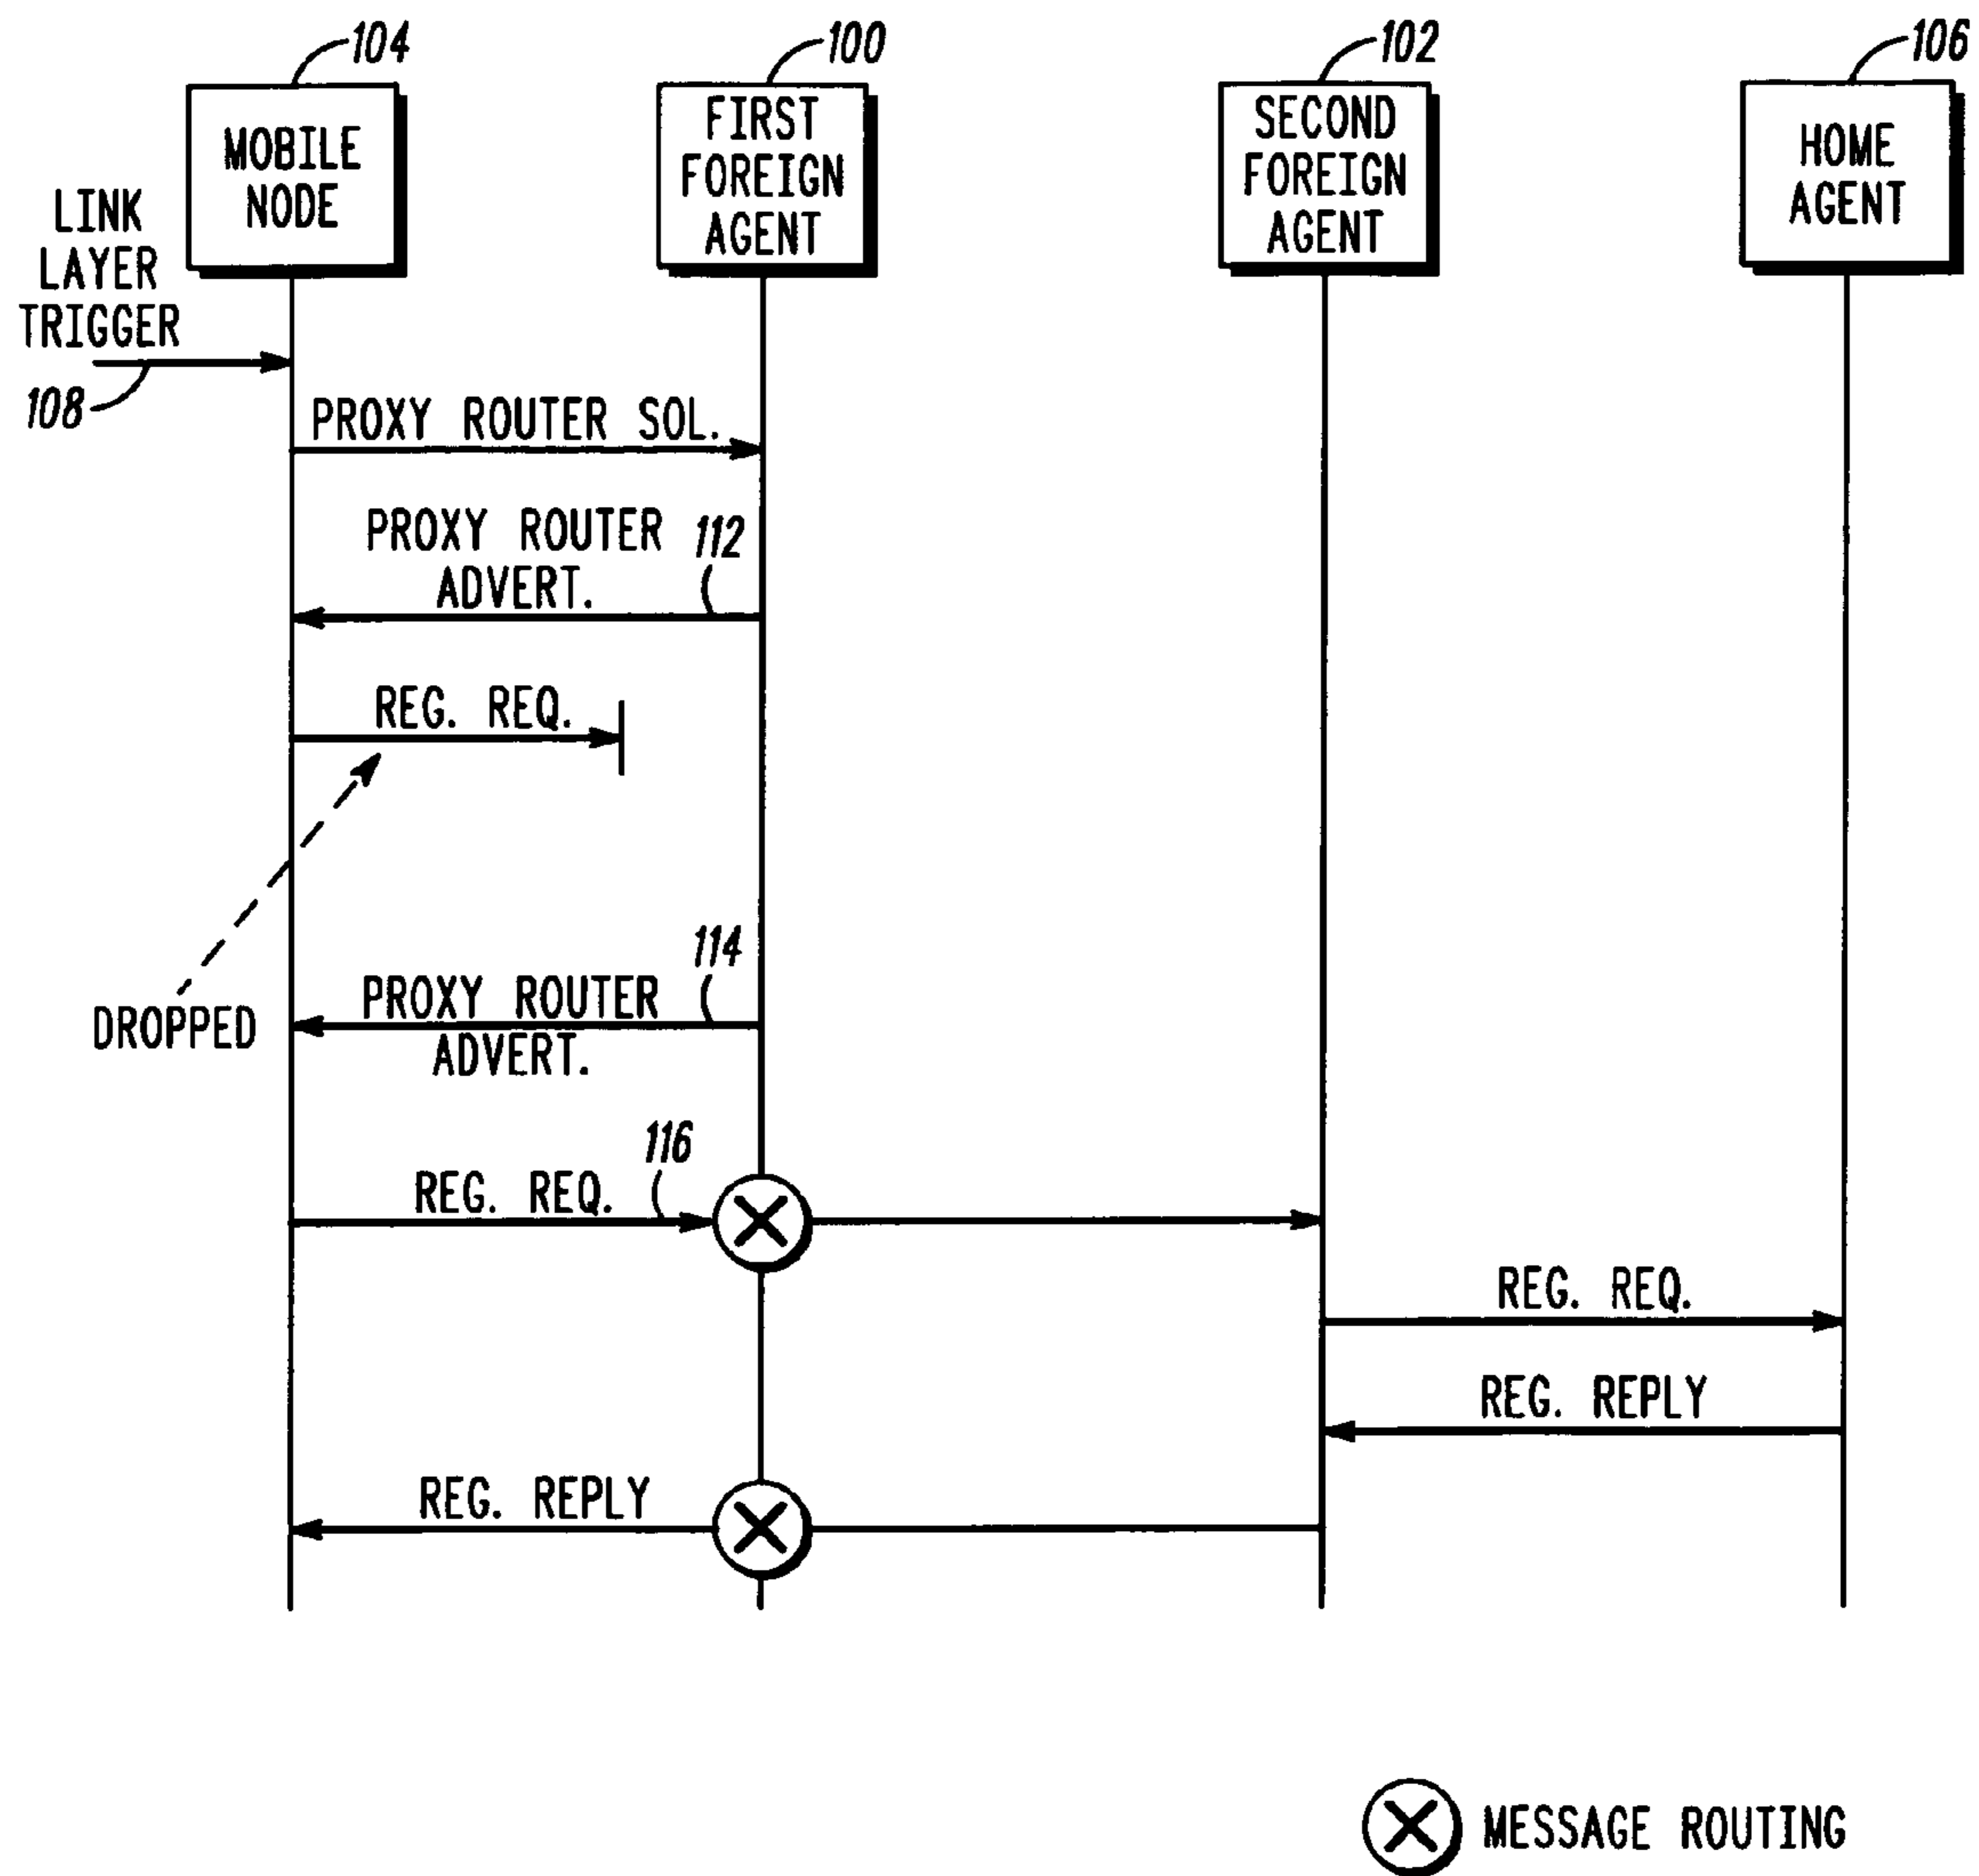 104
100
102
106
MOBILE
NODE
FIRST
FOREIGN
AGENT
SECOND
FOREIGN
AGENT
HOME
AGENT
LINK
LAYER
TRIGGER
108
PROXY ROUTER SOL.
PROXY ROUTER
ADVERT.
112
REG. REQ.
DROPPED
114
PROXY ROUTER
ADVERT.
116
REG. REQ.
REG. REQ.
REG. REPLY
REG. REPLY
MESSAGE ROUTING